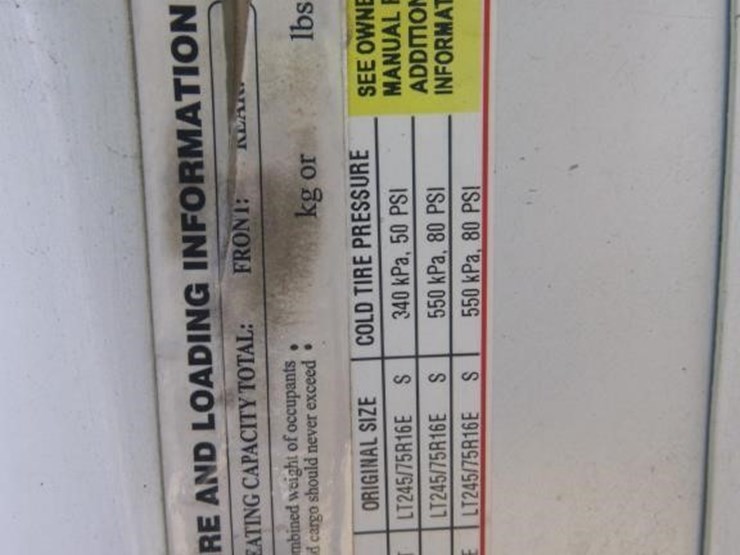 RE AND LOADING INFORMATION
EATING CAPACITY TOTAL: FRONT:
mbined weight of occupants :
d cargo should never exceed : kg or lbs
ORIGINAL SIZE COLD TIRE PRESSURE SEE OWNE
MANUAL F
ADDITION
INFORMAT
T LT245/75R16E S 340 kPa, 50 PSI
LT245/75R16E S 550 kPa, 80 PSI
E LT245/75R16E S 550 kPa, 80 PSI